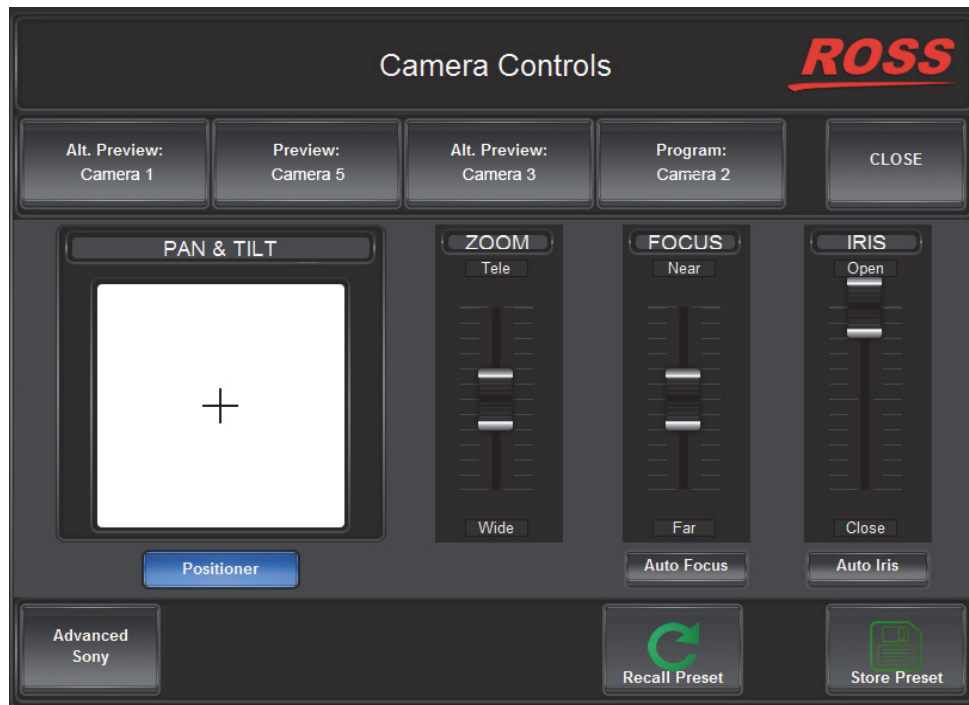 Camera Controls
ROSS
Alt. Preview:
Camera 1
Preview:
Camera 5
Alt. Preview:
Camera 3
Program:
Camera 2
CLOSE
PAN & TILT
ZOOM
Tele
Wide
FOCUS
Near
Far
IRIS
Open
Close
Positioner
Auto Focus
Auto Iris
Advanced
Sony
Recall Preset
Store Preset